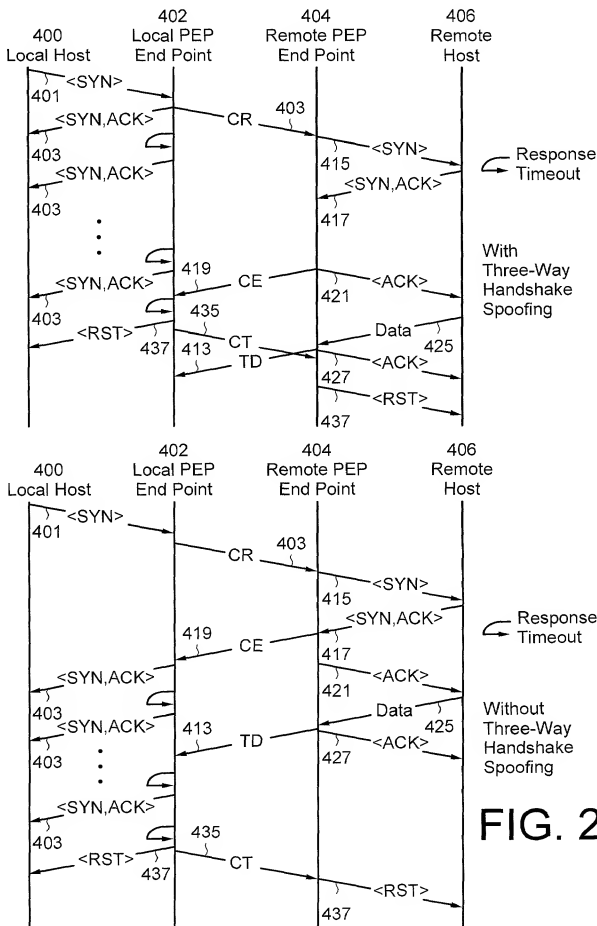 400 402 404 406
Local Host Local PEP End Point Remote PEP End Point Remote Host
<SYN>
401
<SYN,ACK> CR 403
403 415 <SYN>
<SYN,ACK> <SYN,ACK> Response Timeout
403 417
419 With Three-Way Handshake Spoofing
<SYN,ACK> CE <ACK>
403 435 421
<RST> Data
437 CT 425
413 TD <ACK>
427
<RST>
437
400 402 404 406
Local Host Local PEP End Point Remote PEP End Point Remote Host
<SYN>
401 403
CR
<SYN>
415
419 <SYN,ACK> Response Timeout
CE 417
<SYN,ACK> <ACK>
403 421
<SYN,ACK> 413 Data 425 Without Three-Way Handshake Spoofing
403 TD <ACK>
427
<SYN,ACK>
403 FIG. 2
435
<RST>
437 CT <RST>
437